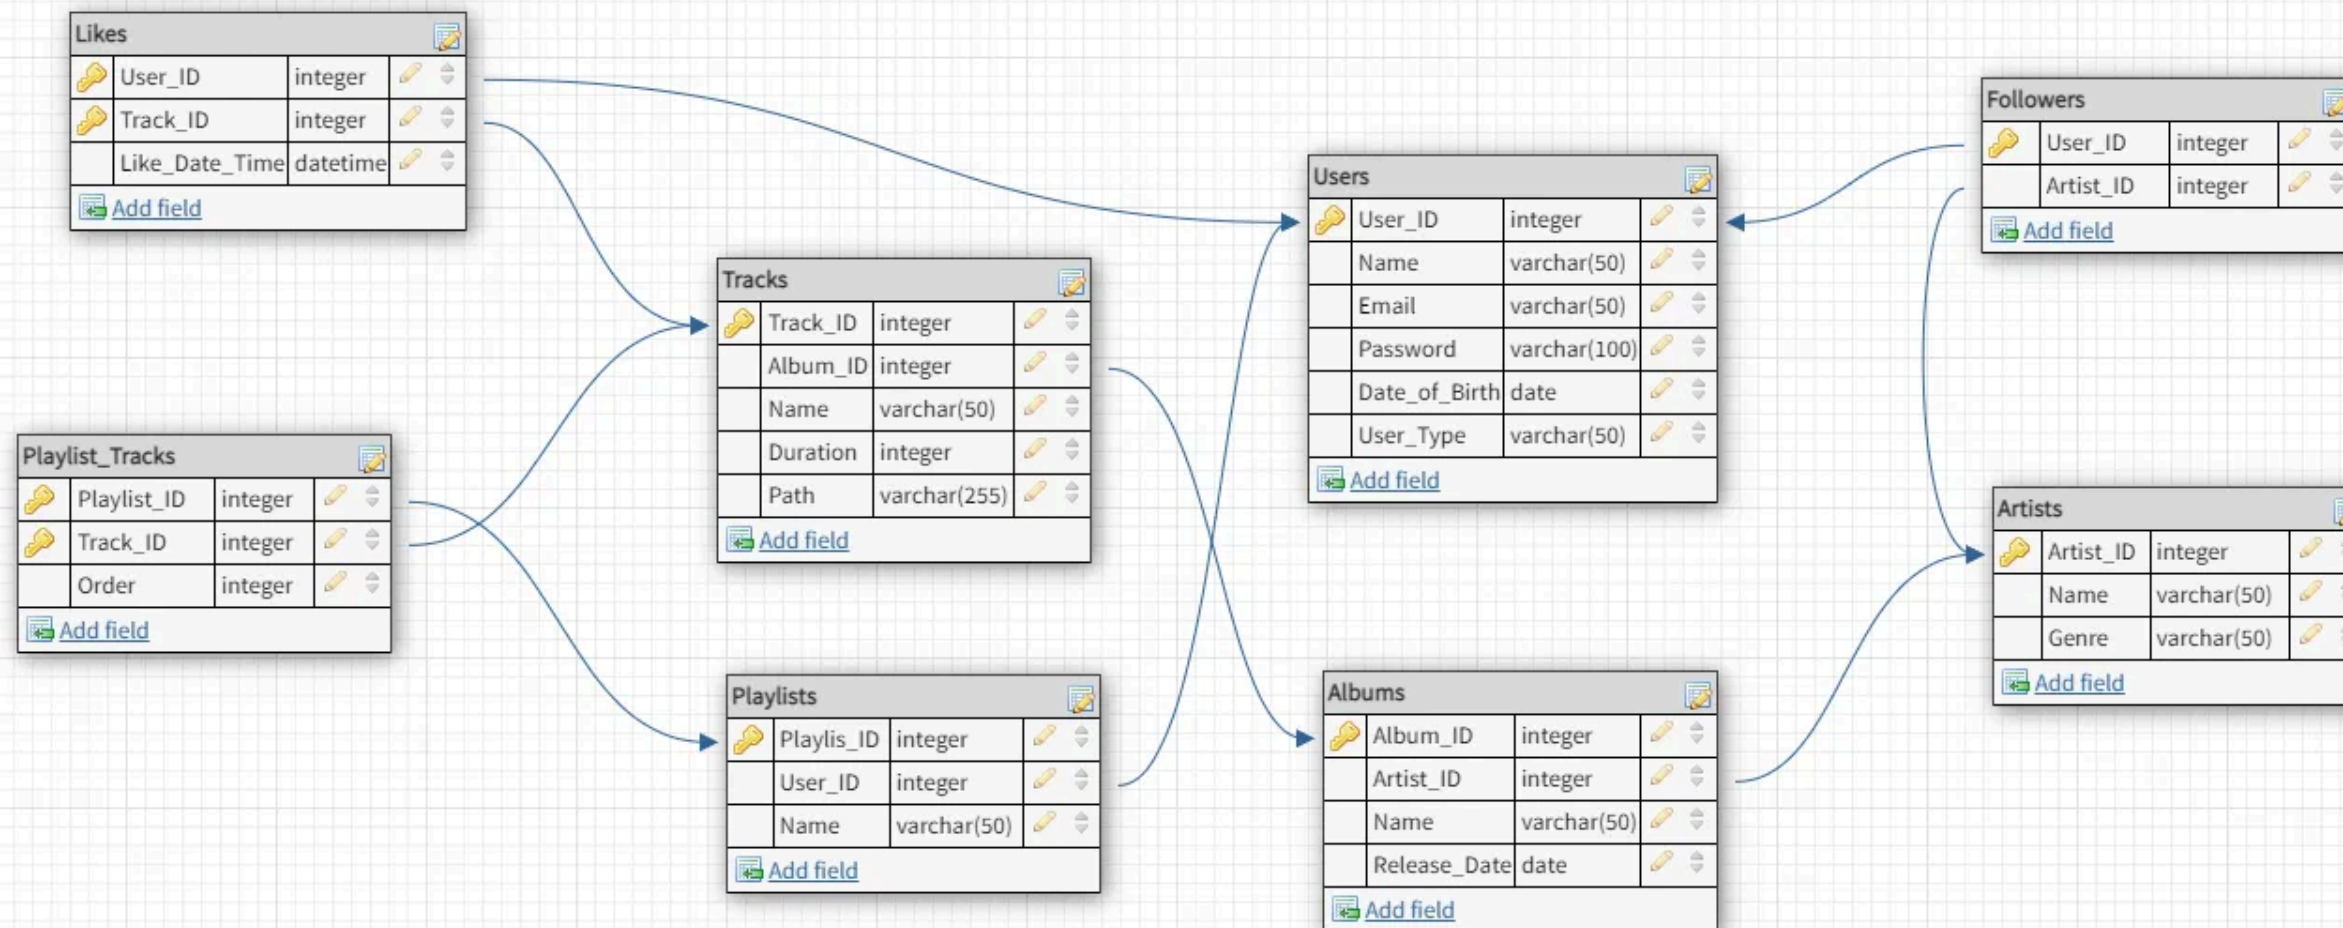 Likes
User_ID integer
Track_ID integer
Like_Date_Time datetime
Add field
Followers
User_ID integer
Artist_ID integer
Add field
Users
User_ID integer
Name varchar(50)
Email varchar(50)
Password varchar(100)
Date_of_Birth date
User_Type varchar(50)
Add field
Tracks
Track_ID integer
Album_ID integer
Name varchar(50)
Duration integer
Path varchar(255)
Add field
Playlist_Tracks
Playlist_ID integer
Track_ID integer
Order integer
Add field
Artists
Artist_ID integer
Name varchar(50)
Genre varchar(50)
Add field
Playlists
Playlis_ID integer
User_ID integer
Name varchar(50)
Add field
Albums
Album_ID integer
Artist_ID integer
Name varchar(50)
Release_Date date
Add field